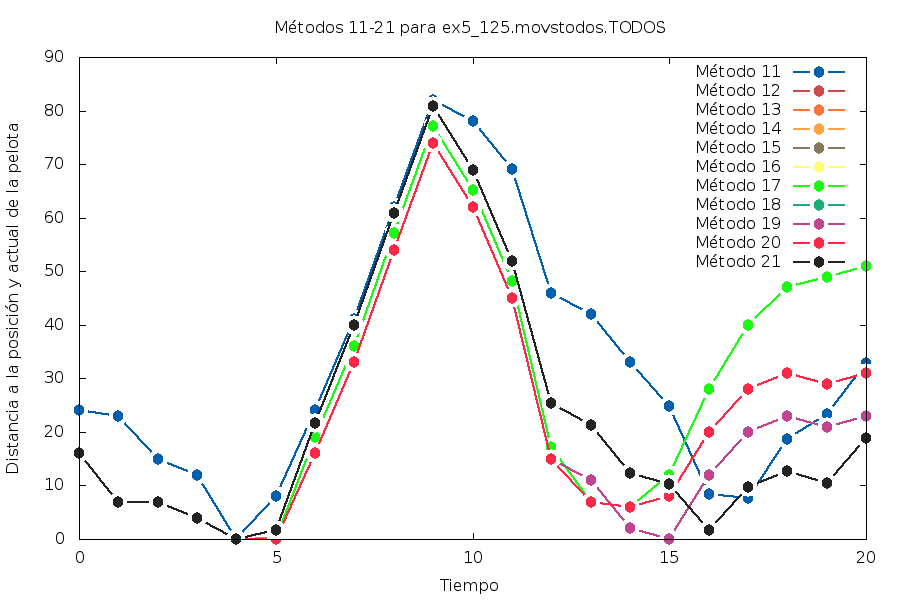 Métodos 11-21 para ex5_125.movstodos.TODOS
Distancia a la posición y actual de la pelota
90
80
70
60
50
40
30
20
10
0
Método 11
Método 12
Método 13
Método 14
Método 15
Método 16
Método 17
Método 18
Método 19
Método 20
Método 21
0 5 10 15 20
Tiempo